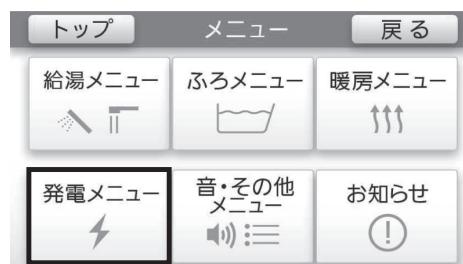 トップ
メニュー
戻る
給湯メニュー
ふろメニュー
暖房メニュー
発電メニュー
音・その他
メニュー
お知らせ